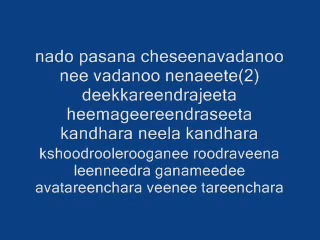 nado pasana cheseenavadanoo
nee vadanoo nenaeete(2)
deekkareendrajeeta
heemageereendraseeta
kandhara neela kandhara
kshoodroolerooganee roodraveena
leenneedra ganameedee
avatareenchara veenee tareenchara